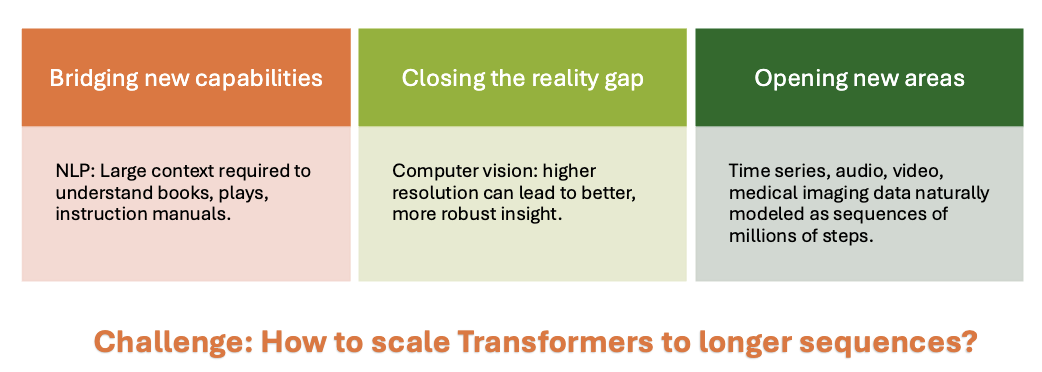 Bridging new capabilities
Closing the reality gap
Opening new areas
NLP: Large context required to
understand books, plays,
instruction manuals.
Computer vision: higher
resolution can lead to better,
more robust insight.
Time series, audio, video,
medical imaging data naturally
modeled as sequences of
millions of steps.
Challenge: How to scale Transformers to longer sequences?